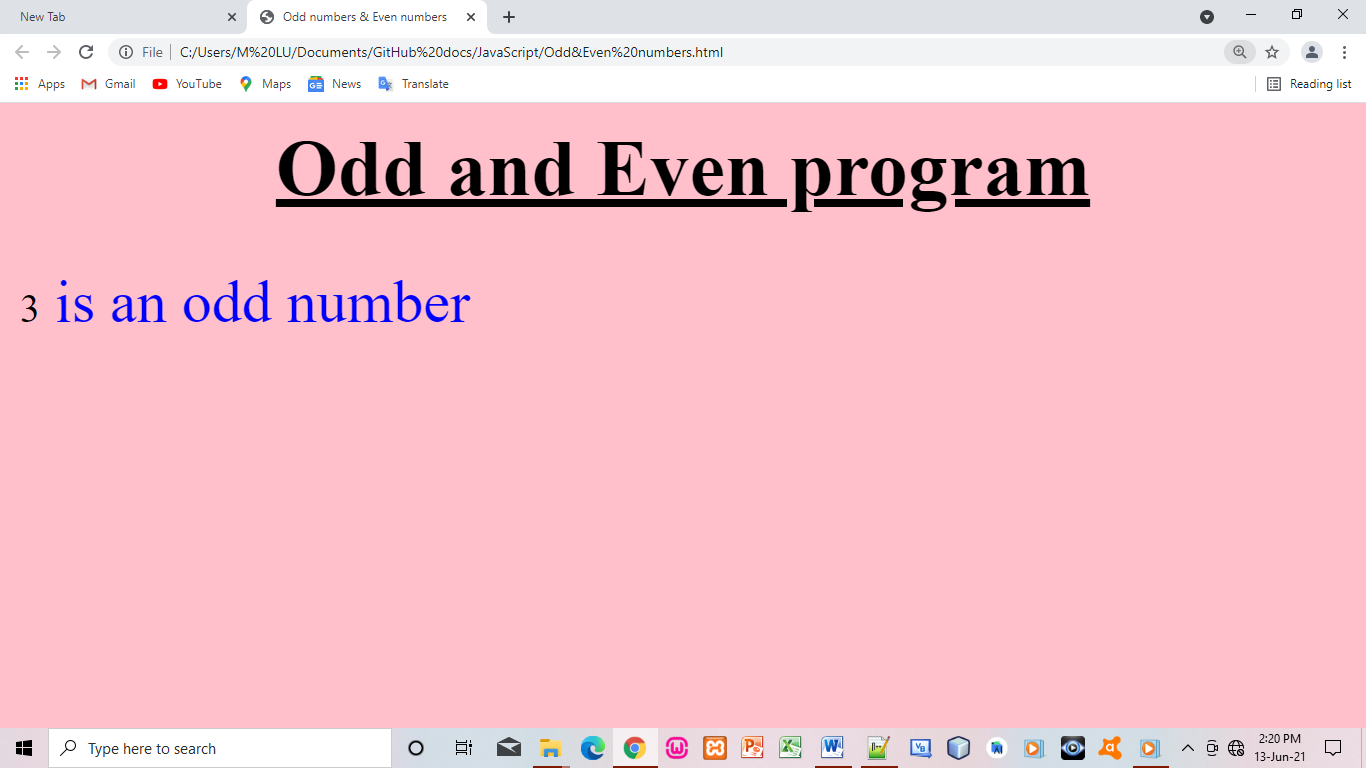 New Tab
Odd numbers & Even numbers
File
C:/Users/M%20LU/Documents/GitHub%20docs/JavaScript/Odd&Even%20numbers.html
Apps Gmail YouTube Maps News Translate Reading list
Odd and Even program
3 is an odd number
Type here to search
2:20 PM
13-Jun-21